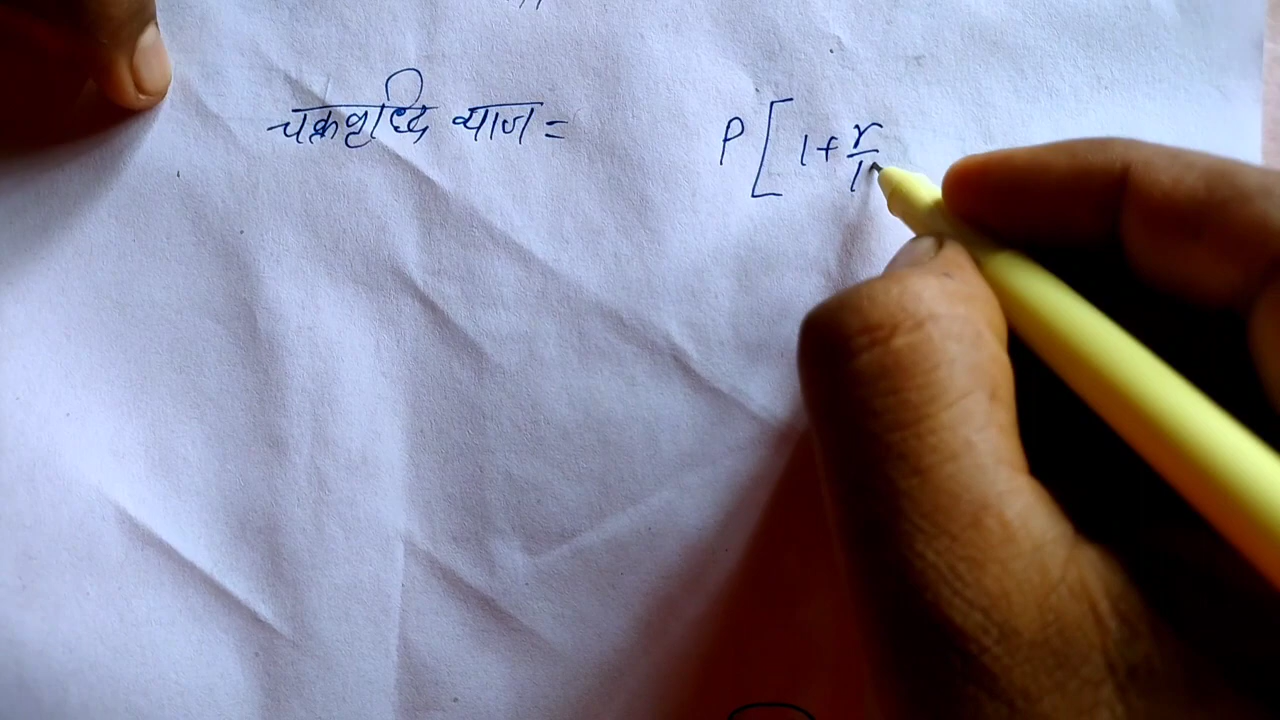 चक्रवृद्धि ब्याज = P [ 1 + r/1